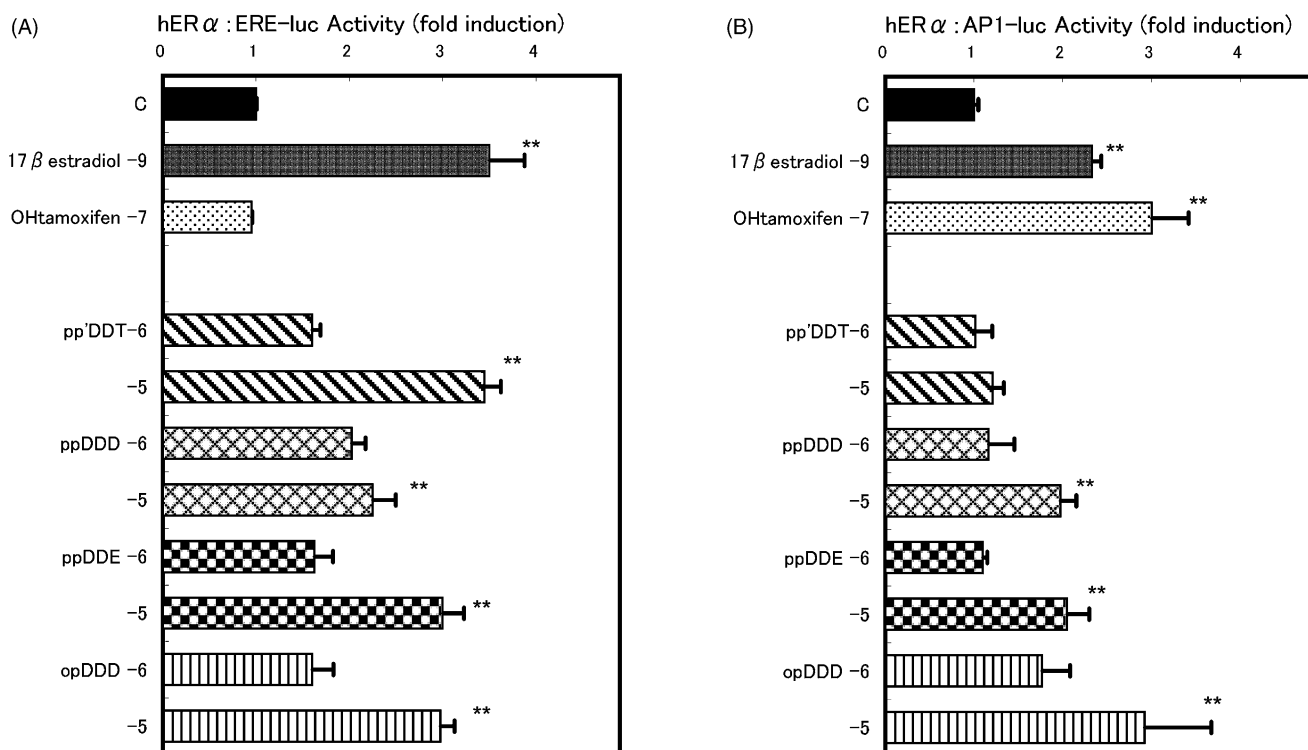 (A)
hERα:ERE-luc Activity (fold induction)
0 1 2 3 4
C
17β estradiol -9
**
OHtamoxifen -7
pp'DDT-6
-5
**
ppDDD -6
-5
**
ppDDE -6
-5
**
opDDD -6
-5
**
(B)
hERα:AP1-luc Activity (fold induction)
0 1 2 3 4
C
17β estradiol -9
**
OHtamoxifen -7
**
pp'DDT-6
-5
ppDDD -6
-5
**
ppDDE -6
-5
**
opDDD -6
-5
**